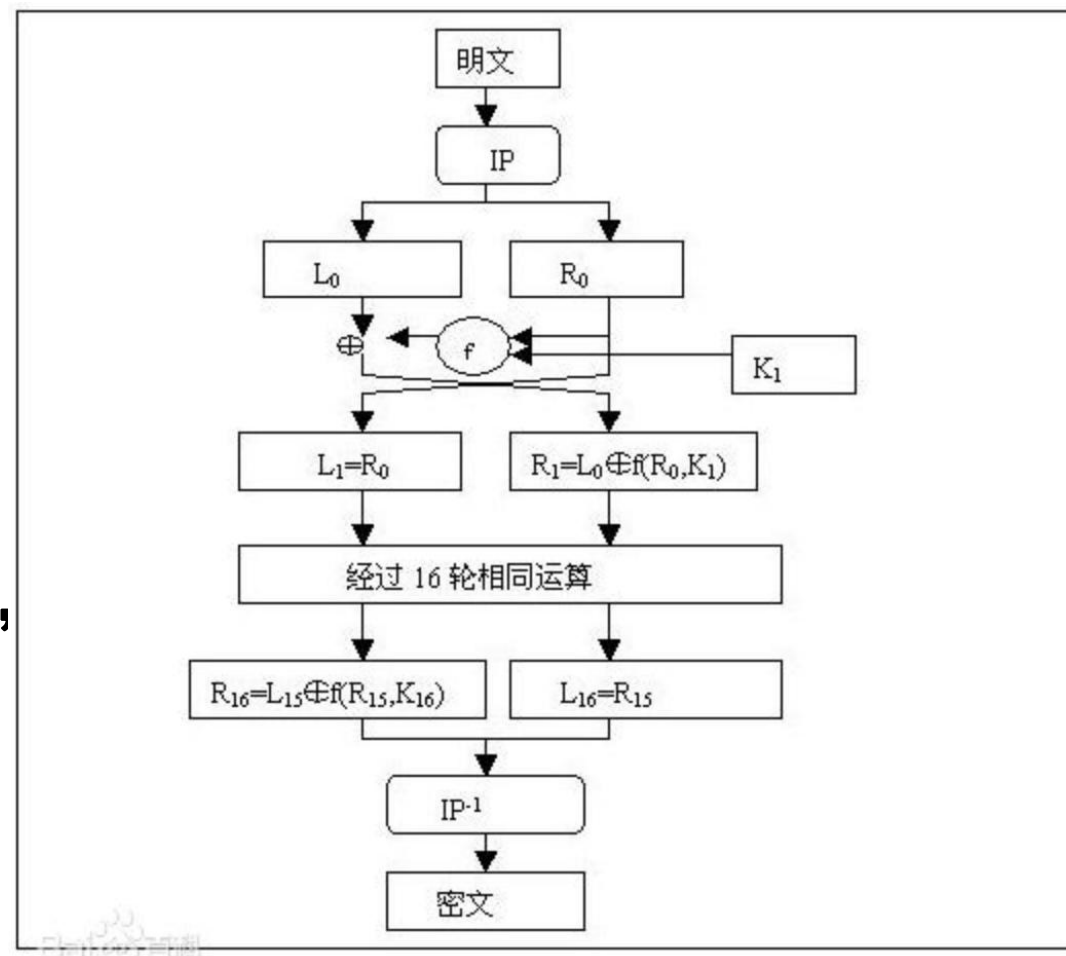 明文
IP
L₀
R₀
f
K₁
L₁=R₀
R₁=L₀⊕f(R₀,K₁)
经过 16 轮相同运算
,
R₁₆=L₁₅⊕f(R₁₅,K₁₆)
L₁₆=R₁₅
IP⁻¹
密文